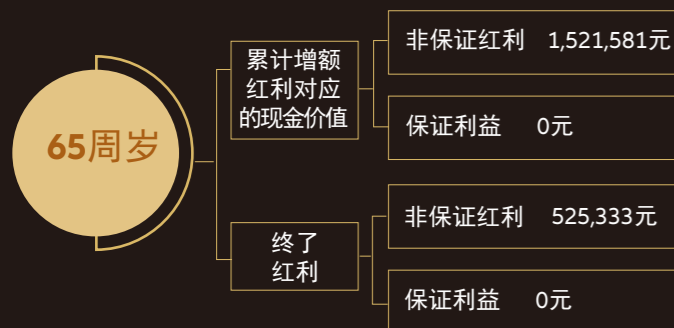 65周岁
累计增额
红利对应
的现金价值
非保证红利 1,521,581元
保证利益 0元
终了
红利
非保证红利 525,333元
保证利益 0元